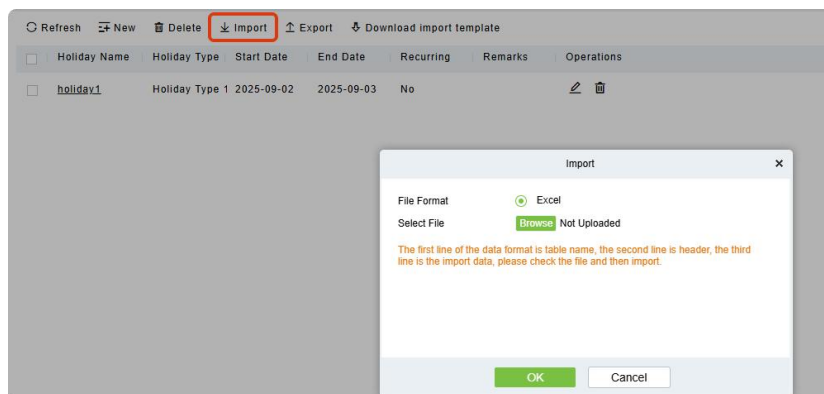 Refresh New Delete Import Export Download import template
Holiday Name Holiday Type Start Date End Date Recurring Remarks Operations
holiday1 Holiday Type 1 2025-09-02 2025-09-03 No
Import
File Format Excel
Select File Browse Not Uploaded
The first line of the data format is table name, the second line is header, the third
line is the import data, please check the file and then import.
OK Cancel